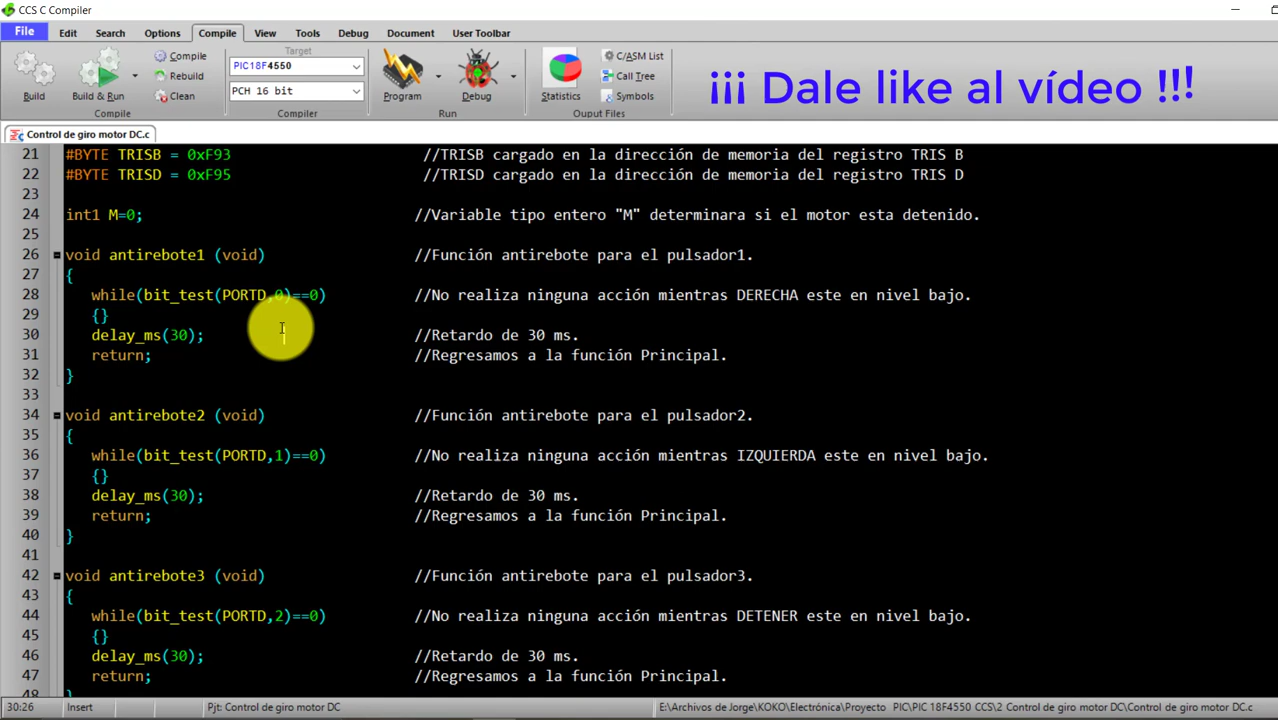 CCS C Compiler
File Edit Search Options Compile View Tools Debug Document User Toolbar
Target
Build
Build & Run
Compile
Rebuild
Clean
Compile
PIC18F4550
PCH 16 bit
Compiler
Program
Debug
Run
Statistics
C/ASM List
Call Tree
Symbols
Ouput Files
¡¡¡ Dale like al vídeo !!!
Control de giro motor DC.c
21 #BYTE TRISB = 0xF93 //TRISB cargado en la dirección de memoria del registro TRIS B
22 #BYTE TRISD = 0xF95 //TRISD cargado en la dirección de memoria del registro TRIS D
23
24 int1 M=0; //Variable tipo entero "M" determinara si el motor esta detenido.
25
26 void antirebote1 (void) //Función antirebote para el pulsador1.
27 {
28 while(bit_test(PORTD,0)==0) //No realiza ninguna acción mientras DERECHA este en nivel bajo.
29 {}
30 delay_ms(30); //Retardo de 30 ms.
31 return; //Regresamos a la función Principal.
32 }
33
34 void antirebote2 (void) //Función antirebote para el pulsador2.
35 {
36 while(bit_test(PORTD,1)==0) //No realiza ninguna acción mientras IZQUIERDA este en nivel bajo.
37 {}
38 delay_ms(30); //Retardo de 30 ms.
39 return; //Regresamos a la función Principal.
40 }
41
42 void antirebote3 (void) //Función antirebote para el pulsador3.
43 {
44 while(bit_test(PORTD,2)==0) //No realiza ninguna acción mientras DETENER este en nivel bajo.
45 {}
46 delay_ms(30); //Retardo de 30 ms.
47 return; //Regresamos a la función Principal.
48 }
30:26 Insert Pjt: Control de giro motor DC E:\Archivos de Jorge\KOKO\Electrónica\Proyecto PIC\PIC 18F4550 CCS\2 Control de giro motor DC\Control de giro motor DC.c